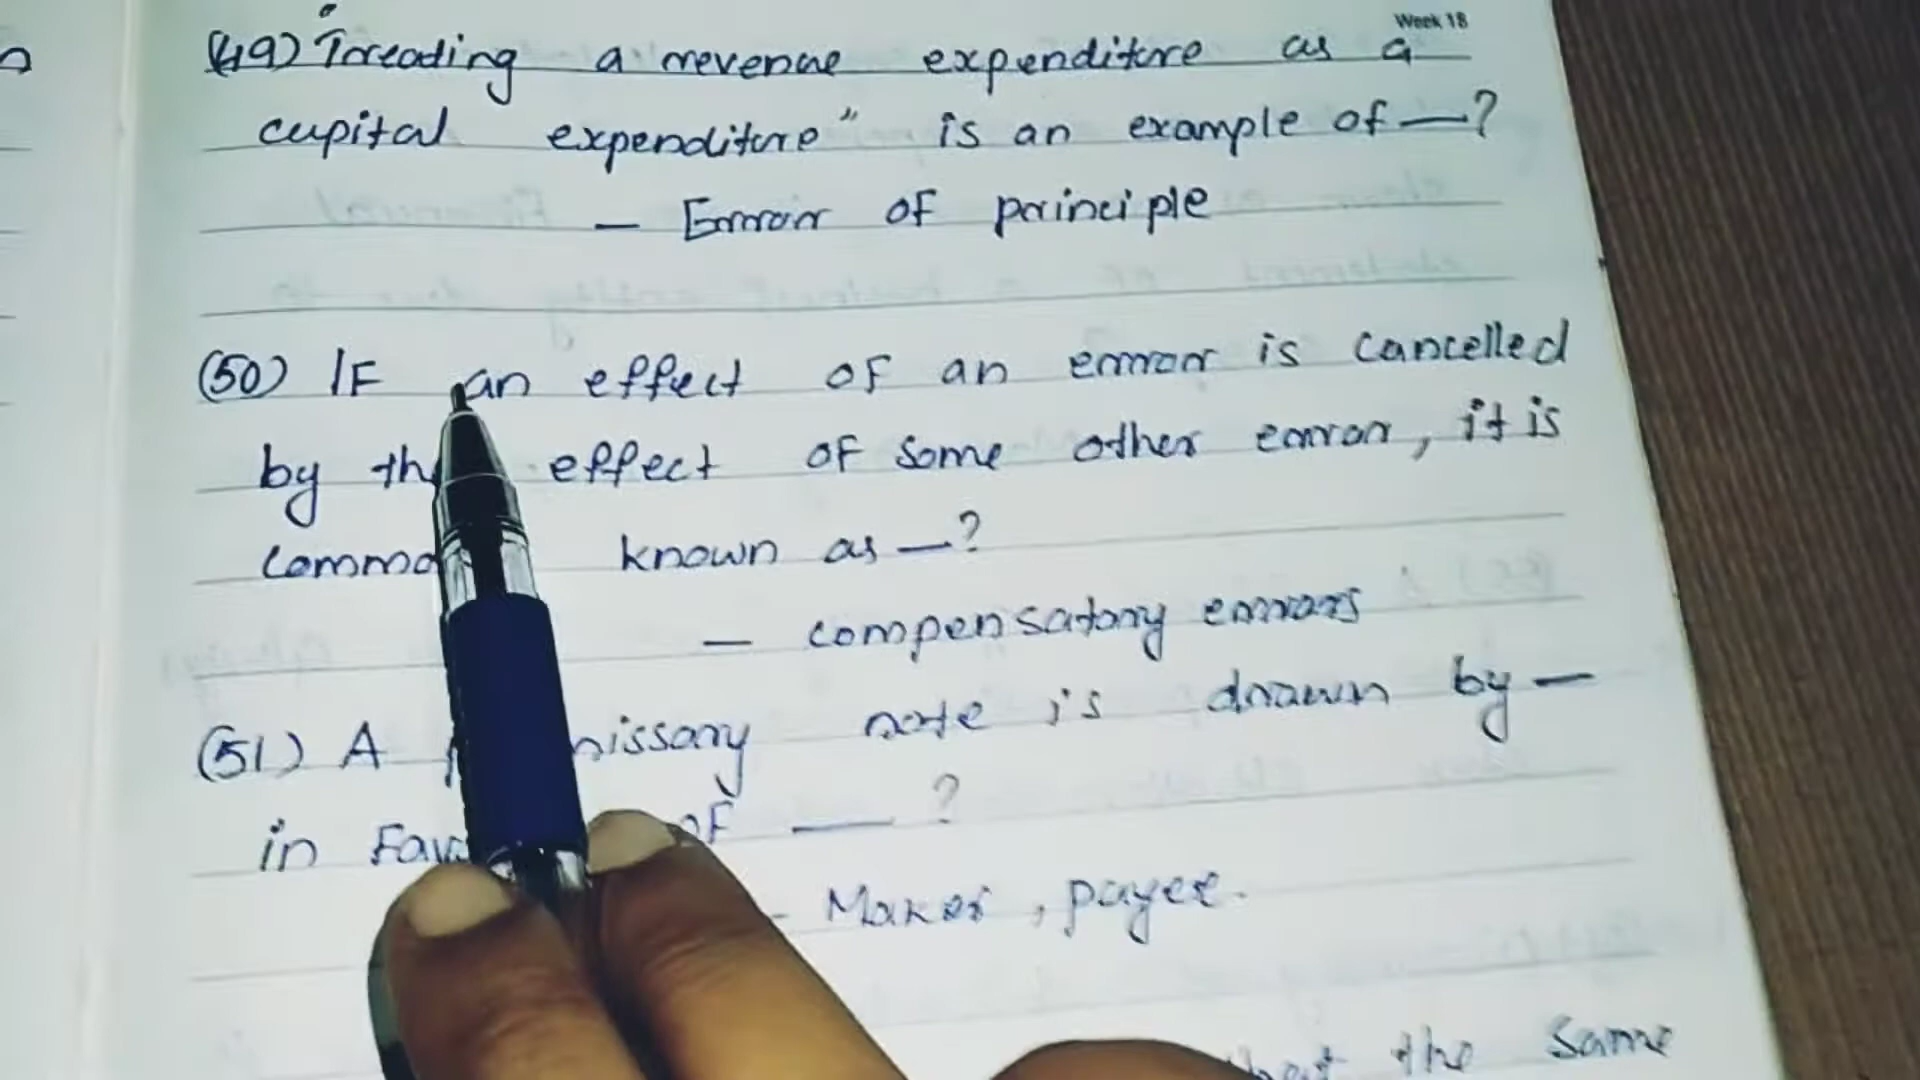 Week 18
(49) Treating a revenue expenditure as a
capital expenditure" is an example of — ?
— Error of principle
(50) IF an effect of an error is cancelled
by the effect of some other error, it is
known as — ?
— compensatory errors
(51) A note is drawn by —
in of — ?
- Maker, payee.
the same